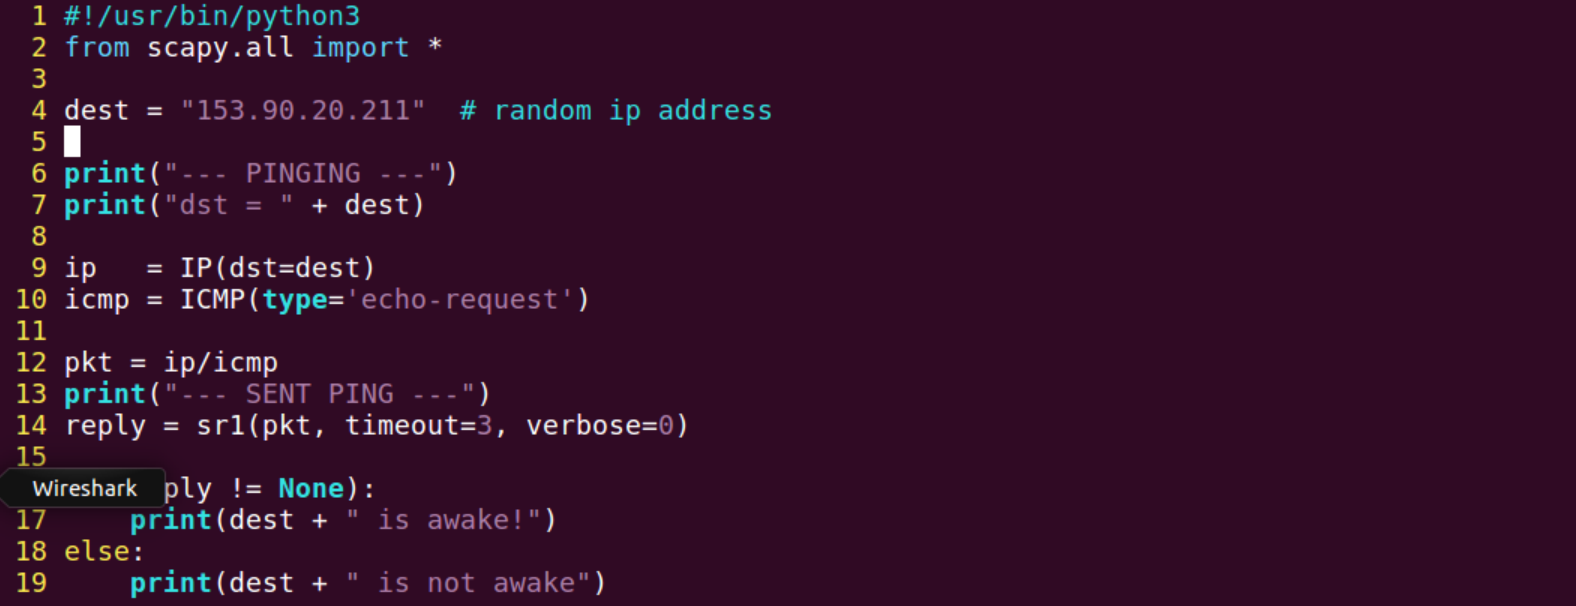 1 #!/usr/bin/python3
2 from scapy.all import *
3
4 dest = "153.90.20.211"  # random ip address
5
6 print("--- PINGING ---")
7 print("dst = " + dest)
8
9 ip   = IP(dst=dest)
10 icmp = ICMP(type='echo-request')
11
12 pkt = ip/icmp
13 print("--- SENT PING ---")
14 reply = sr1(pkt, timeout=3, verbose=0)
15
Wireshark ply != None):
17     print(dest + " is awake!")
18 else:
19     print(dest + " is not awake")